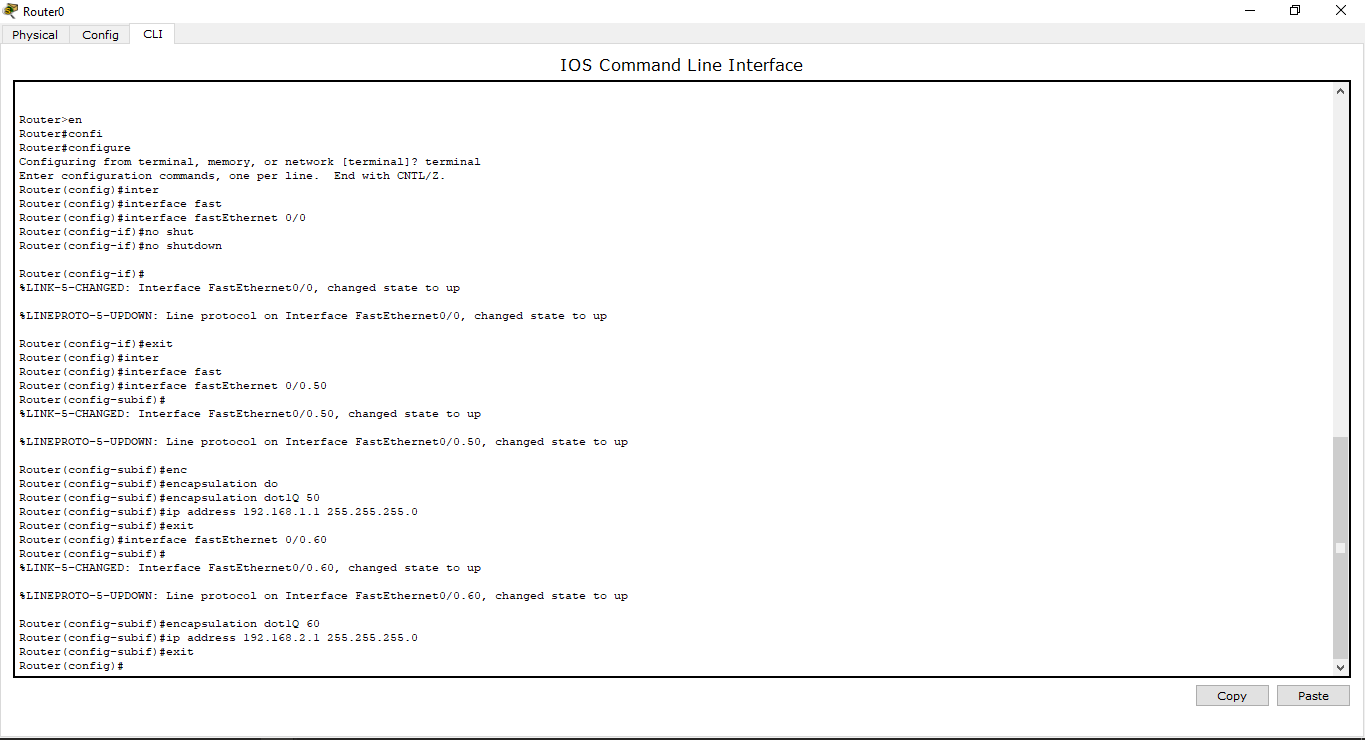 Router0
Physical Config CLI
IOS Command Line Interface
Router>en
Router#confi
Router#configure
Configuring from terminal, memory, or network [terminal]? terminal
Enter configuration commands, one per line.  End with CNTL/Z.
Router(config)#inter
Router(config)#interface fast
Router(config)#interface fastEthernet 0/0
Router(config-if)#no shut
Router(config-if)#no shutdown
Router(config-if)#
%LINK-5-CHANGED: Interface FastEthernet0/0, changed state to up
%LINEPROTO-5-UPDOWN: Line protocol on Interface FastEthernet0/0, changed state to up
Router(config-if)#exit
Router(config)#inter
Router(config)#interface fast
Router(config)#interface fastEthernet 0/0.50
Router(config-subif)#
%LINK-5-CHANGED: Interface FastEthernet0/0.50, changed state to up
%LINEPROTO-5-UPDOWN: Line protocol on Interface FastEthernet0/0.50, changed state to up
Router(config-subif)#enc
Router(config-subif)#encapsulation do
Router(config-subif)#encapsulation dot1Q 50
Router(config-subif)#ip address 192.168.1.1 255.255.255.0
Router(config-subif)#exit
Router(config)#interface fastEthernet 0/0.60
Router(config-subif)#
%LINK-5-CHANGED: Interface FastEthernet0/0.60, changed state to up
%LINEPROTO-5-UPDOWN: Line protocol on Interface FastEthernet0/0.60, changed state to up
Router(config-subif)#encapsulation dot1Q 60
Router(config-subif)#ip address 192.168.2.1 255.255.255.0
Router(config-subif)#exit
Router(config)#
Copy Paste